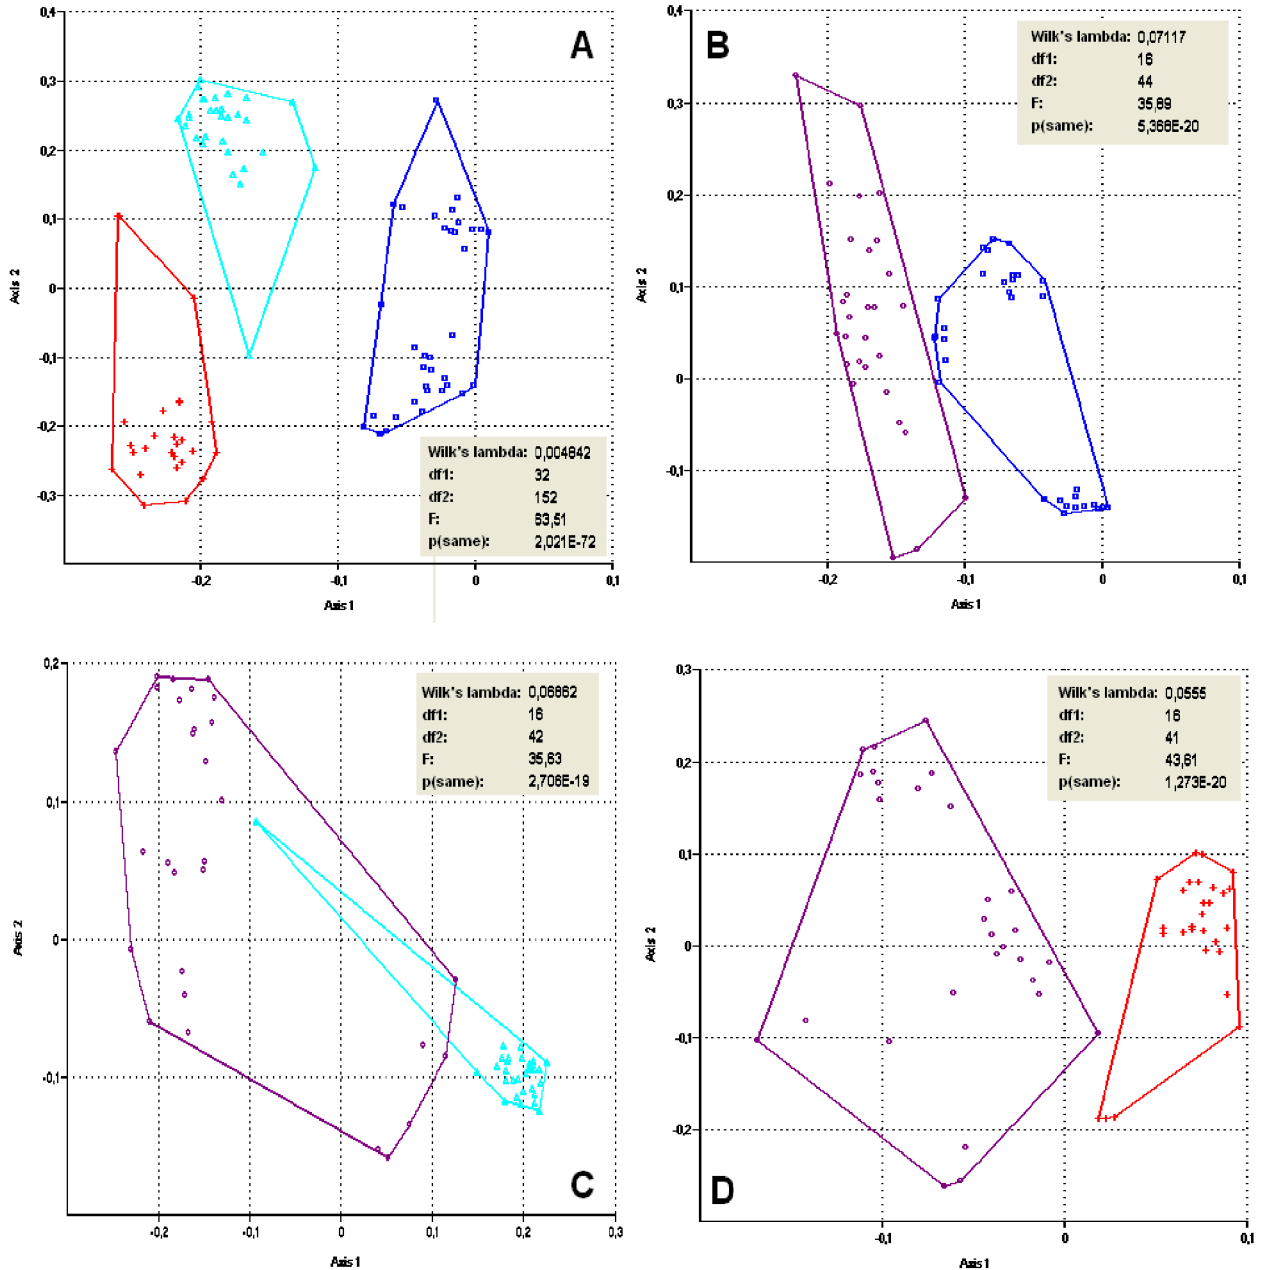 A
0,4
0,3
0,2
0,1
0
-0,1
-0,2
-0,3
Axis 2
-0,2
-0,1
0
0,1
Axis 1
Wilk's lambda: 0,004842
df1: 32
df2: 152
F: 63,51
p(same): 2,021E-72
B
0,4
0,3
0,2
0,1
0
-0,1
Axis 2
-0,2
-0,1
0
0,1
Axis 1
Wilk's lambda: 0,07117
df1: 16
df2: 44
F: 35,89
p(same): 5,368E-20
C
0,2
0,1
0
-0,1
Axis 2
-0,2
-0,1
0
0,1
0,2
0,3
Axis 1
Wilk's lambda: 0,06862
df1: 16
df2: 42
F: 35,63
p(same): 2,706E-19
D
0,3
0,2
0,1
0
-0,1
-0,2
Axis 2
-0,1
0
0,1
Axis 1
Wilk's lambda: 0,0555
df1: 16
df2: 41
F: 43,61
p(same): 1,273E-20